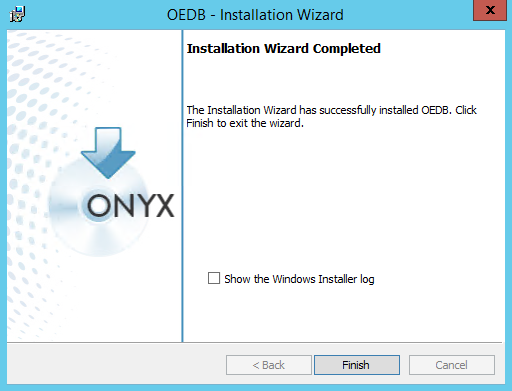 OEDB - Installation Wizard
x
Installation Wizard Completed
The Installation Wizard has successfully installed OEDB. Click
Finish to exit the wizard.
ONYX
Show the Windows Installer log
< Back
Finish
Cancel